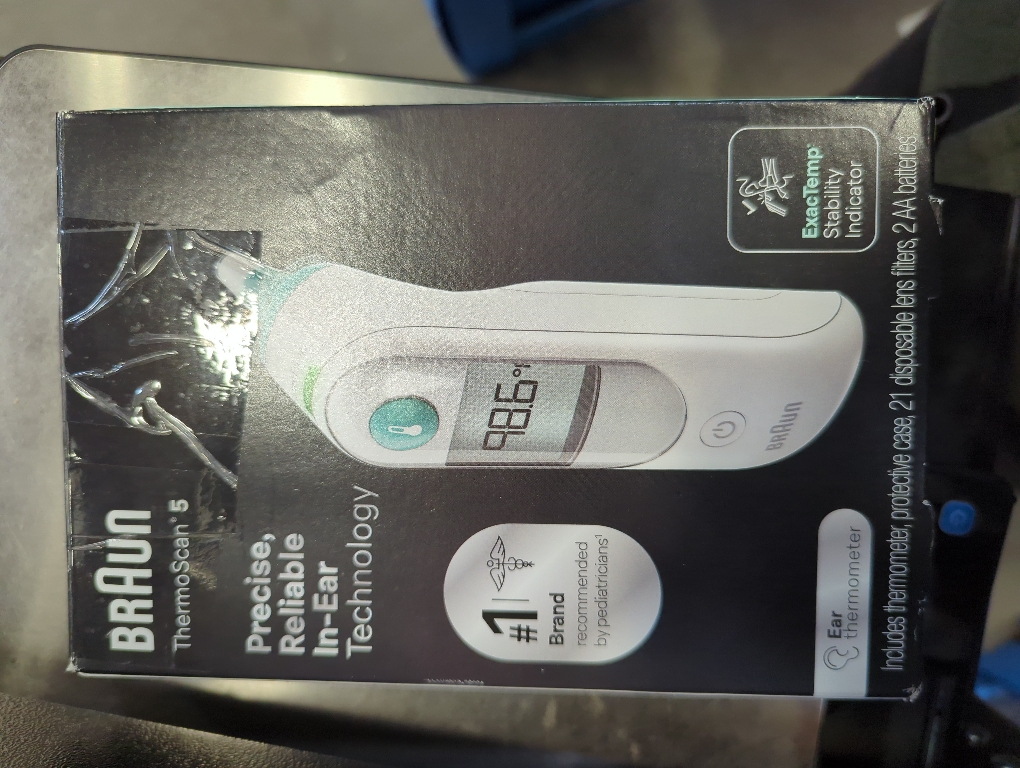 BRAUN
ThermoScan® 5
Precise,
Reliable
In-Ear
Technology
#1
Brand
recommended
by pediatricians¹
98.6°F
BRAUN
ExacTemp®
Stability
Indicator
Ear
thermometer
Includes thermometer, protective case, 21 disposable lens filters, 2 AA batteries